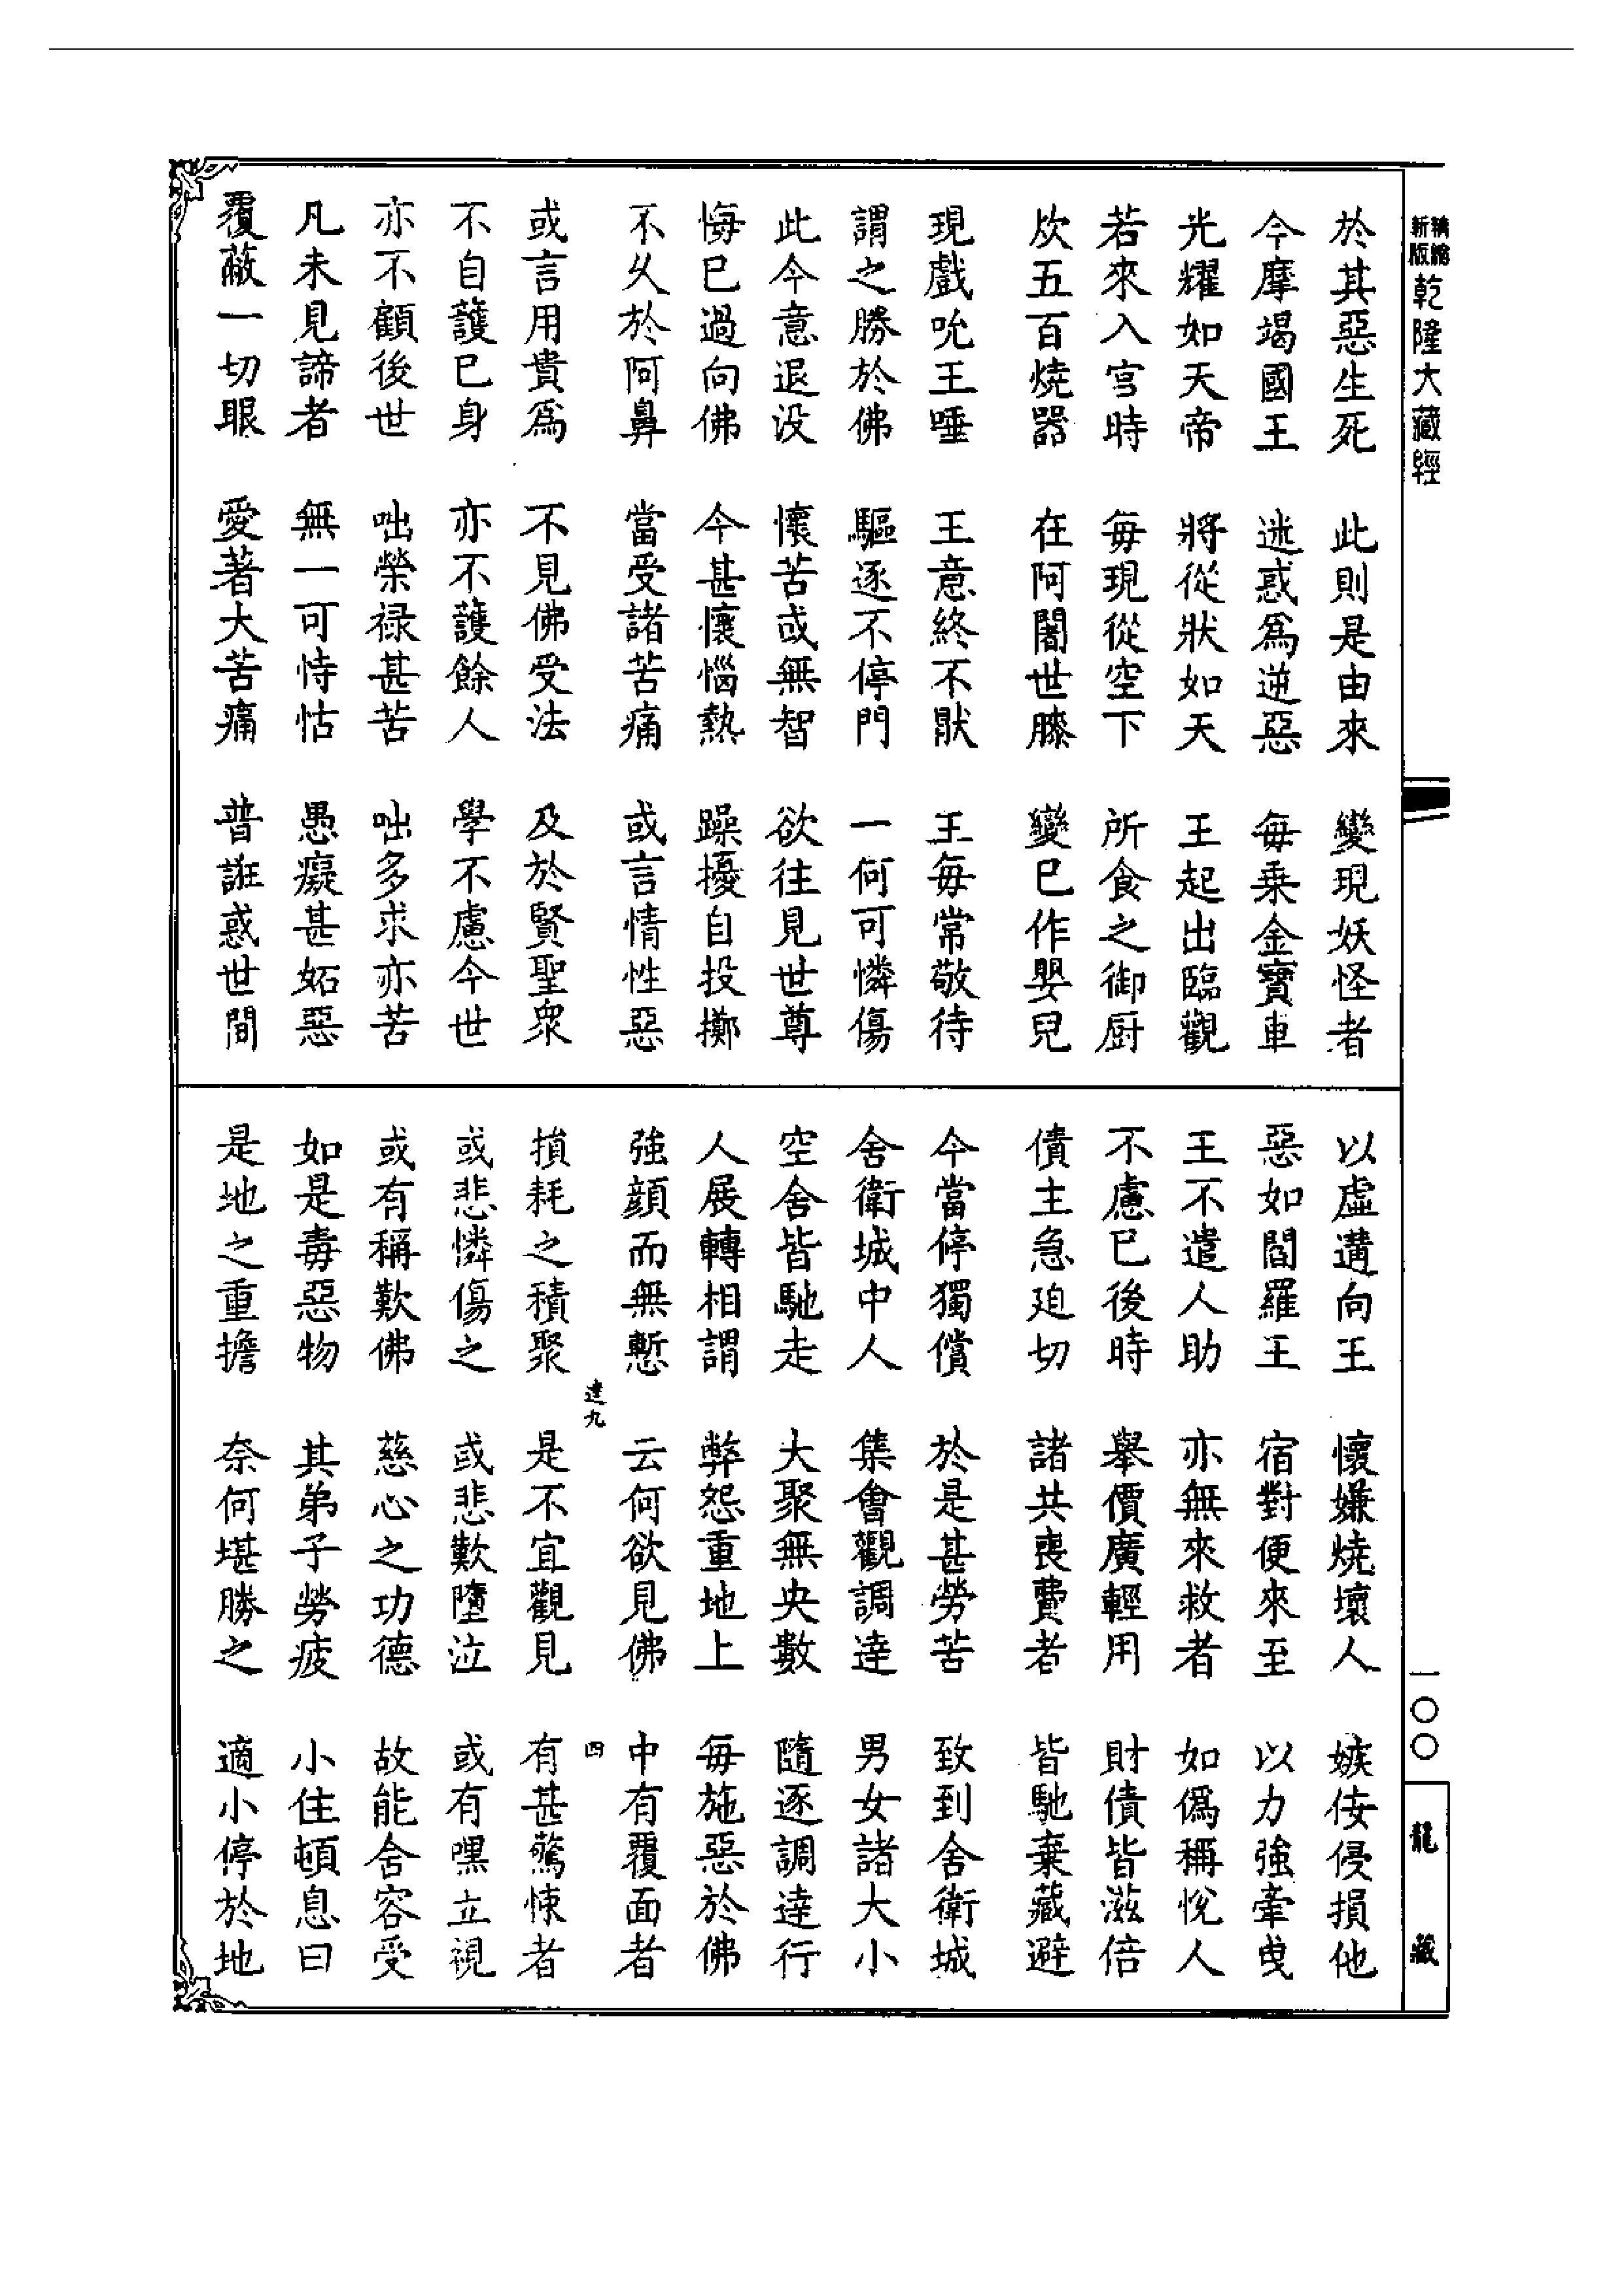 新版 精縮 乾隆大藏經
於其惡生死 此則是由來 變現妖怪者
今摩竭國王 迷惑為逆惡 每乘金寶車
光耀如天帝 將從狀如天 王起出臨觀
若來入宮時 每現從空下 所食之御厨
炊五百燒器 在阿闍世膝 變已作嬰兒
現戲吮王唾 王意終不猒 王每常敬待
謂之勝於佛 驅逐不停門 一何可憐傷
此今意退没 懷苦或無智 欲往見世尊
悔已過向佛 今甚懷惱熱 躁擾自投擲
不久於阿鼻 當受諸苦痛 或言情性惡
或言用貴為 不見佛受法 及於賢聖眾
不自護己身 亦不護餘人 學不慮今世
亦不顧後世 咄榮禄甚苦 咄多求亦苦
凡未見諦者 無一可恃怙 愚癡甚妬惡
覆蔽一切眼 愛著大苦痛 普誑惑世間
以虛遘向王 懷嫌燒壞人 嫉佞侵損他
惡如閻羅王 宿對便來至 以力強牽曳
王不遣人助 亦無來救者 如偽稱悅人
不慮已後時 舉價廣輕用 財債皆滋倍
債主急迫切 諸共喪費者 皆馳棄藏避
今當停獨償 於是甚勞苦 致到舍衛城
舍衛城中人 集會觀調達 男女諸大小
空舍皆馳走 大聚無央數 隨逐調達行
人展轉相謂 弊怨重地上 每施惡於佛
強顏而無慙 云何欲見佛 中有覆面者
達九 四
損耗之積聚 是不宜觀見 有甚驚悚者
或悲憐傷之 或悲歎墮泣 或有嘿立視
或有稱歎佛 慈心之功德 故能含容受
如是毒惡物 其弟子勞疲 小住頓息曰
是地之重擔 奈何堪勝之 適小停於地
一〇〇
龍藏